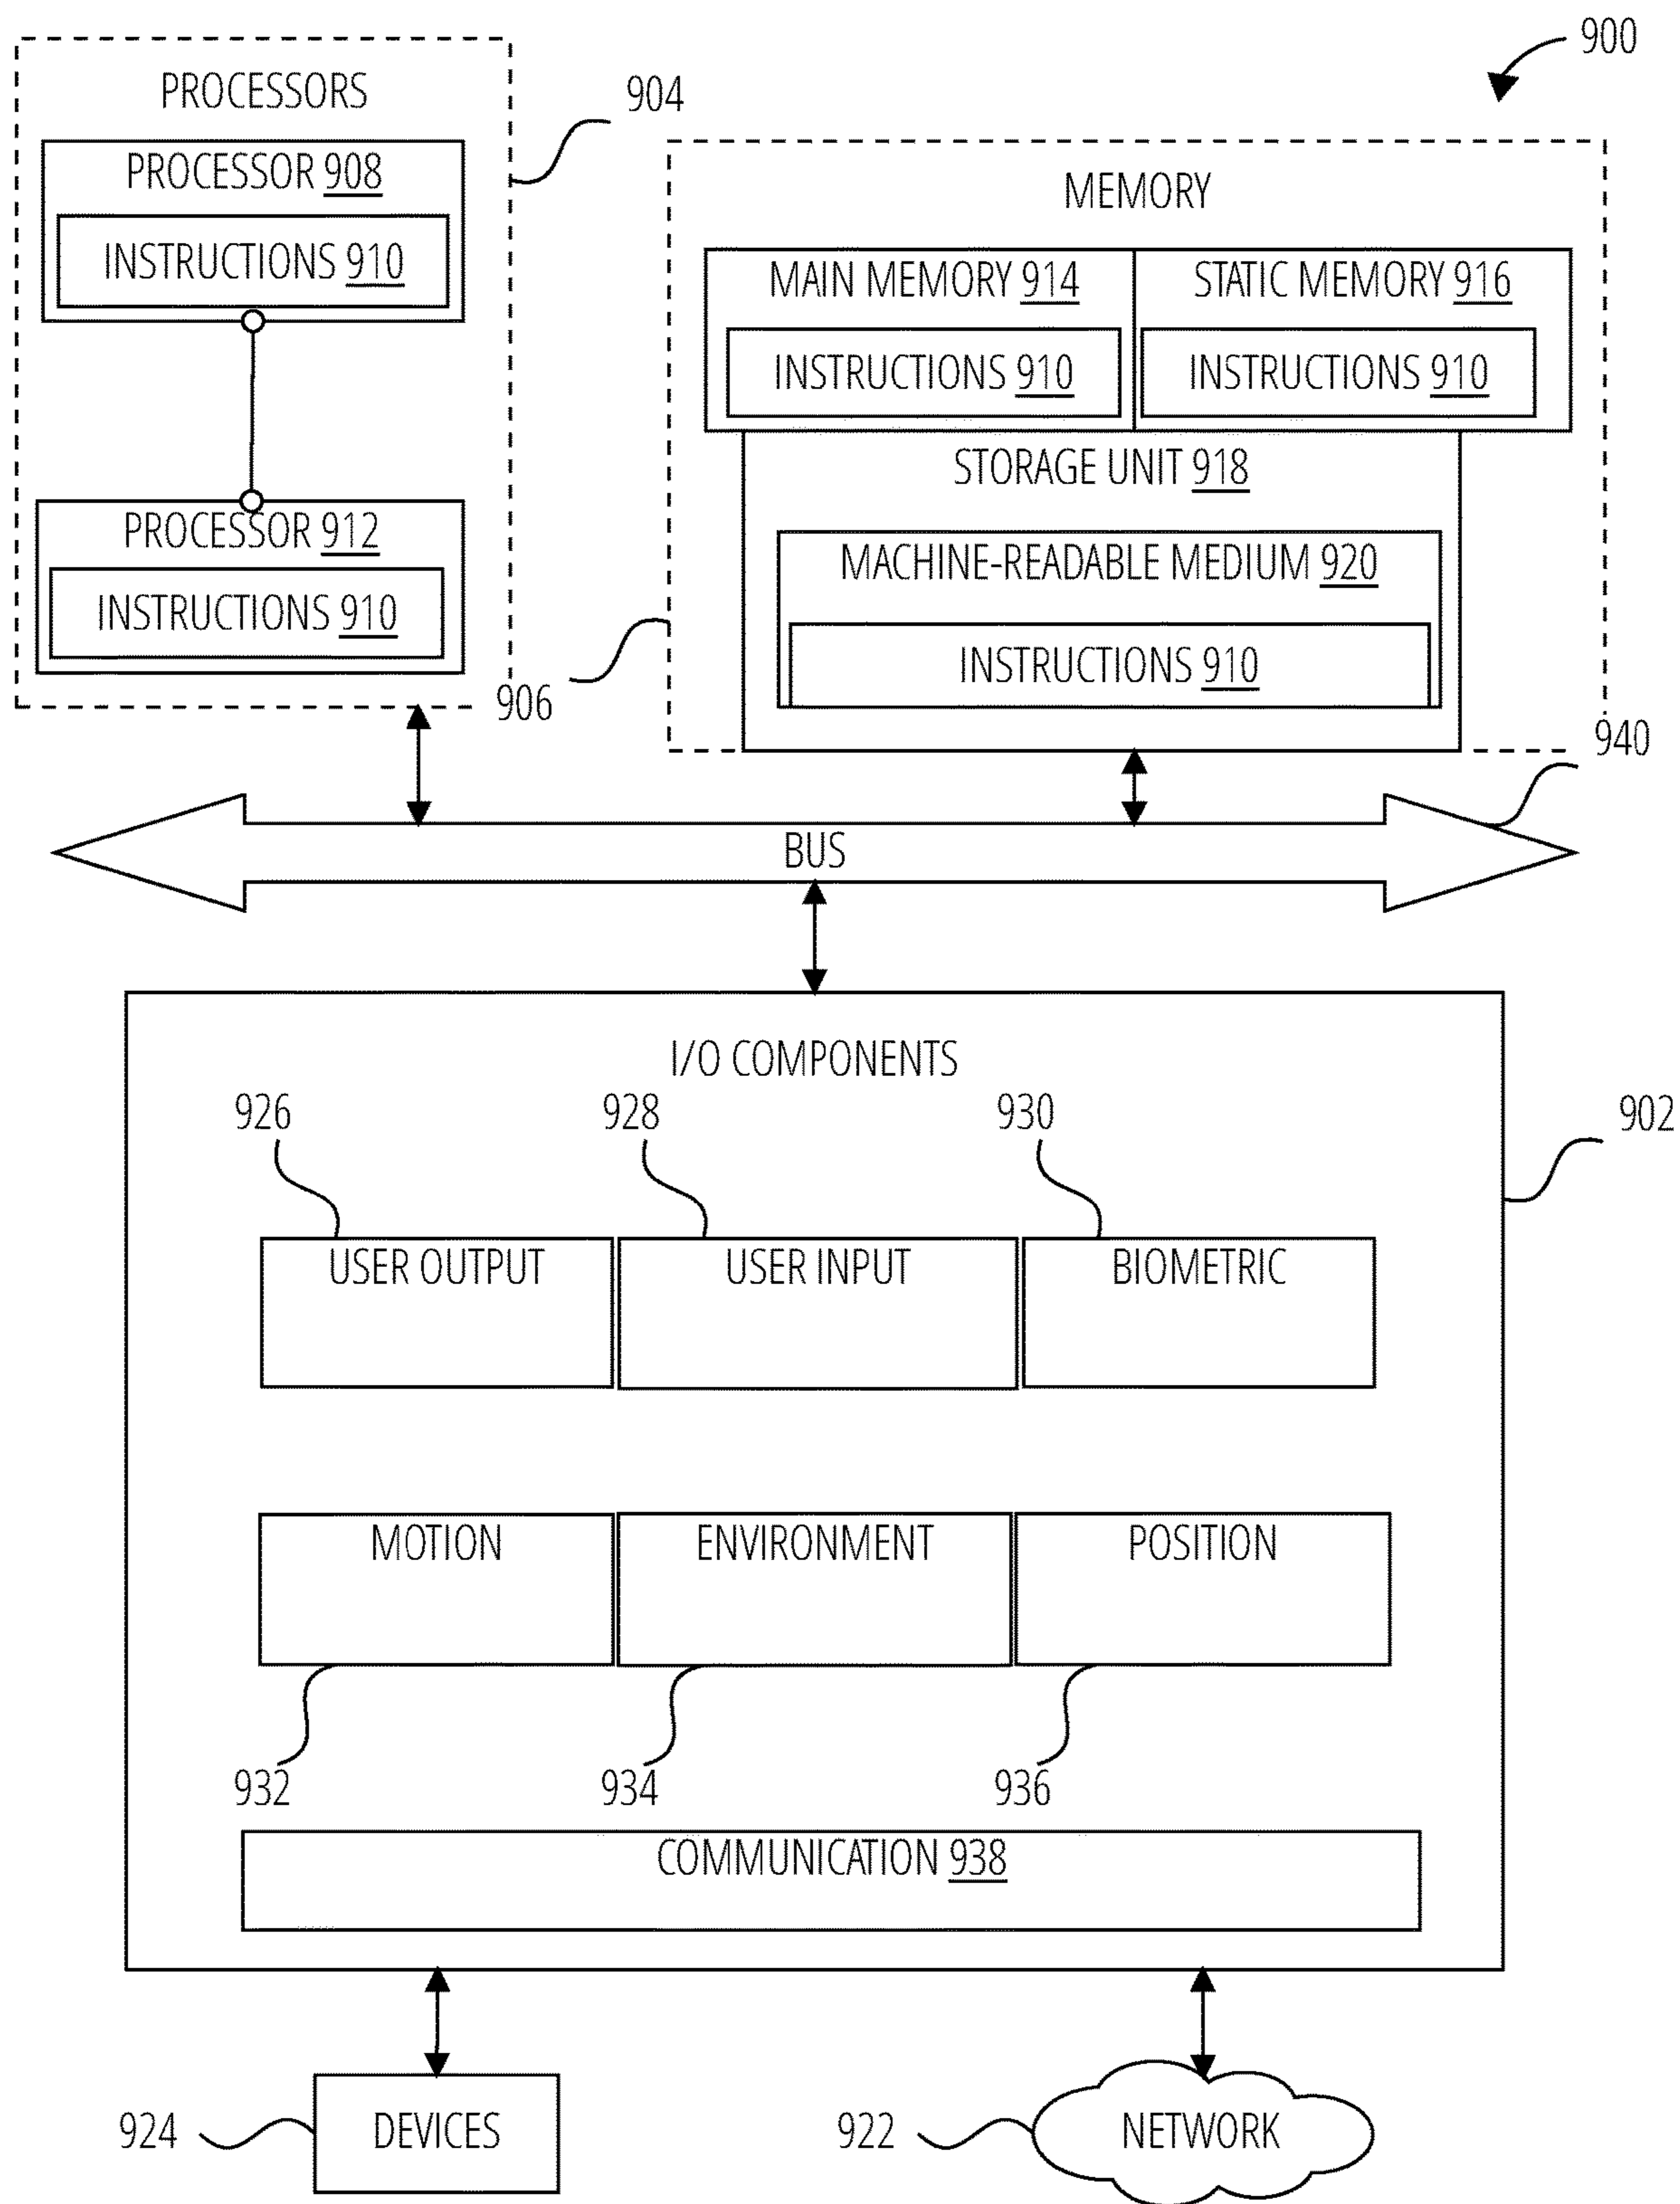 900
PROCESSORS
904
PROCESSOR 908
INSTRUCTIONS 910
PROCESSOR 912
INSTRUCTIONS 910
MEMORY
MAIN MEMORY 914
STATIC MEMORY 916
INSTRUCTIONS 910
INSTRUCTIONS 910
STORAGE UNIT 918
MACHINE-READABLE MEDIUM 920
INSTRUCTIONS 910
906
940
BUS
I/O COMPONENTS
902
926
928
930
USER OUTPUT
USER INPUT
BIOMETRIC
MOTION
ENVIRONMENT
POSITION
932
934
936
COMMUNICATION 938
924
DEVICES
922
NETWORK